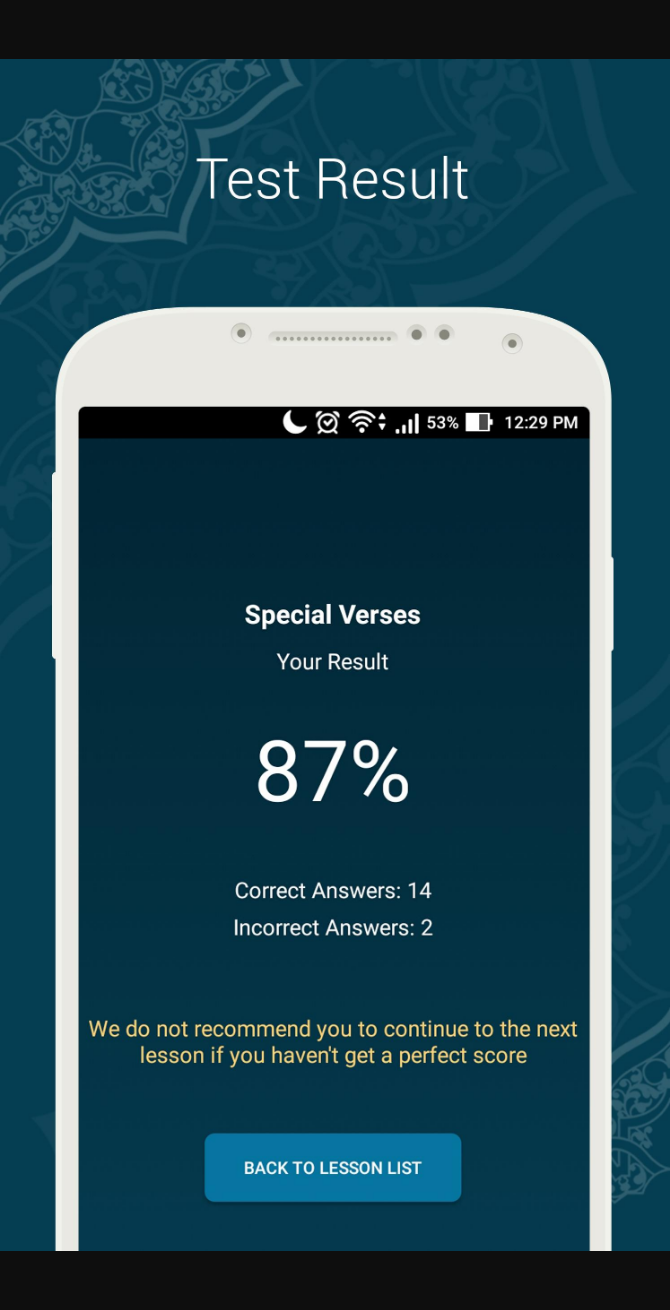 Test Result
53% 12:29 PM
Special Verses
Your Result
87%
Correct Answers: 14
Incorrect Answers: 2
We do not recommend you to continue to the next
lesson if you haven't get a perfect score
BACK TO LESSON LIST